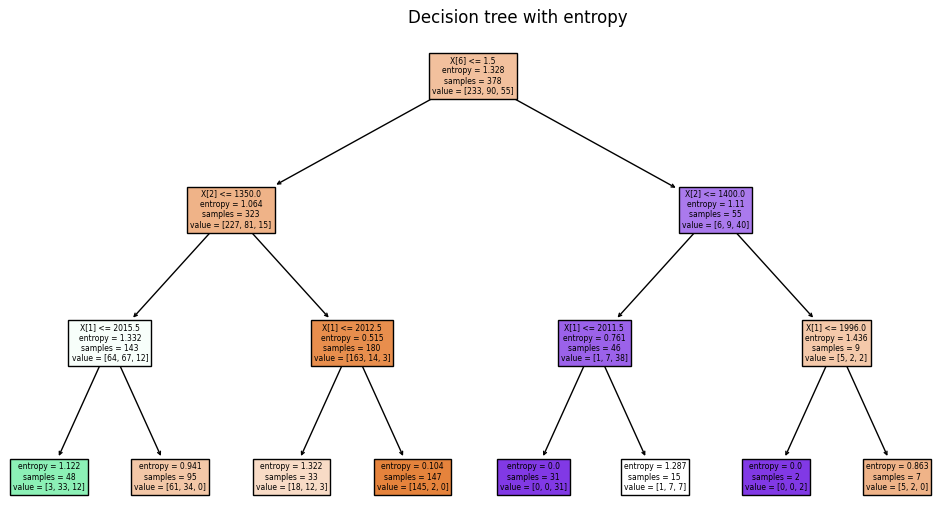 Decision tree with entropy
X[6] <= 1.5
entropy = 1.328
samples = 378
value = [233, 90, 55]
X[2] <= 1350.0
entropy = 1.064
samples = 323
value = [227, 81, 15]
X[2] <= 1400.0
entropy = 1.11
samples = 55
value = [6, 9, 40]
X[1] <= 2015.5
entropy = 1.332
samples = 143
value = [64, 67, 12]
X[1] <= 2012.5
entropy = 0.515
samples = 180
value = [163, 14, 3]
X[1] <= 2011.5
entropy = 0.761
samples = 46
value = [1, 7, 38]
X[1] <= 1996.0
entropy = 1.436
samples = 9
value = [5, 2, 2]
entropy = 1.122
samples = 48
value = [3, 33, 12]
entropy = 0.941
samples = 95
value = [61, 34, 0]
entropy = 1.322
samples = 33
value = [18, 12, 3]
entropy = 0.104
samples = 147
value = [145, 2, 0]
entropy = 0.0
samples = 31
value = [0, 0, 31]
entropy = 1.287
samples = 15
value = [1, 7, 7]
entropy = 0.0
samples = 2
value = [0, 0, 2]
entropy = 0.863
samples = 7
value = [5, 2, 0]